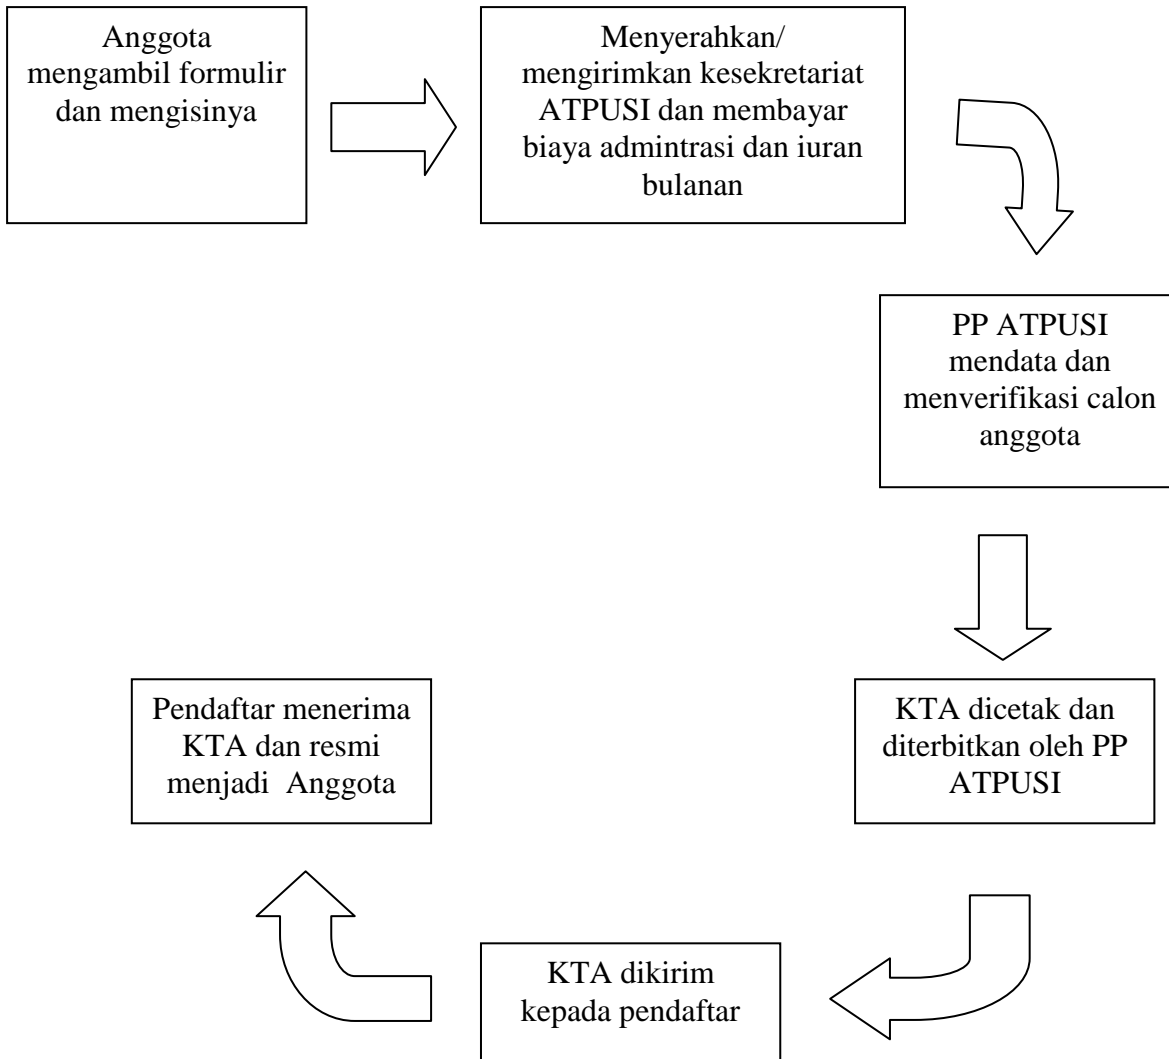 Anggota
mengambil formulir
dan mengisinya
Menyerahkan/
mengirimkan kesekretariat
ATPUSI dan membayar
biaya admintrasi dan iuran
bulanan
PP ATPUSI
mendata dan
menverifikasi calon
anggota
KTA dicetak dan
diterbitkan oleh PP
ATPUSI
KTA dikirim
kepada pendaftar
Pendaftar menerima
KTA dan resmi
menjadi Anggota